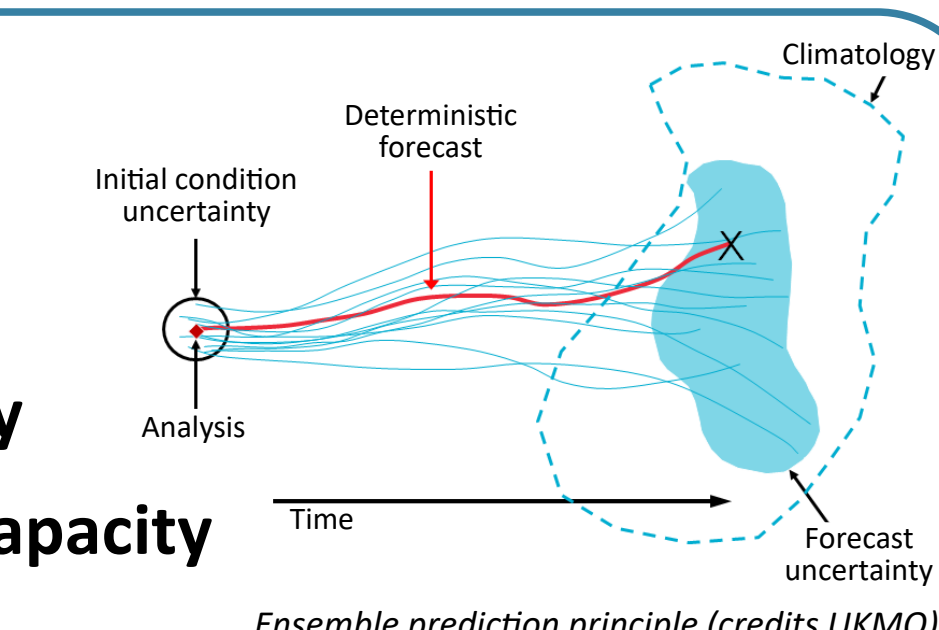 Climatology
Deterministic
forecast
Initial condition
uncertainty
X
Analysis
y
apacity
Time
Forecast
uncertainty
Ensemble prediction principle (credits UKMO)